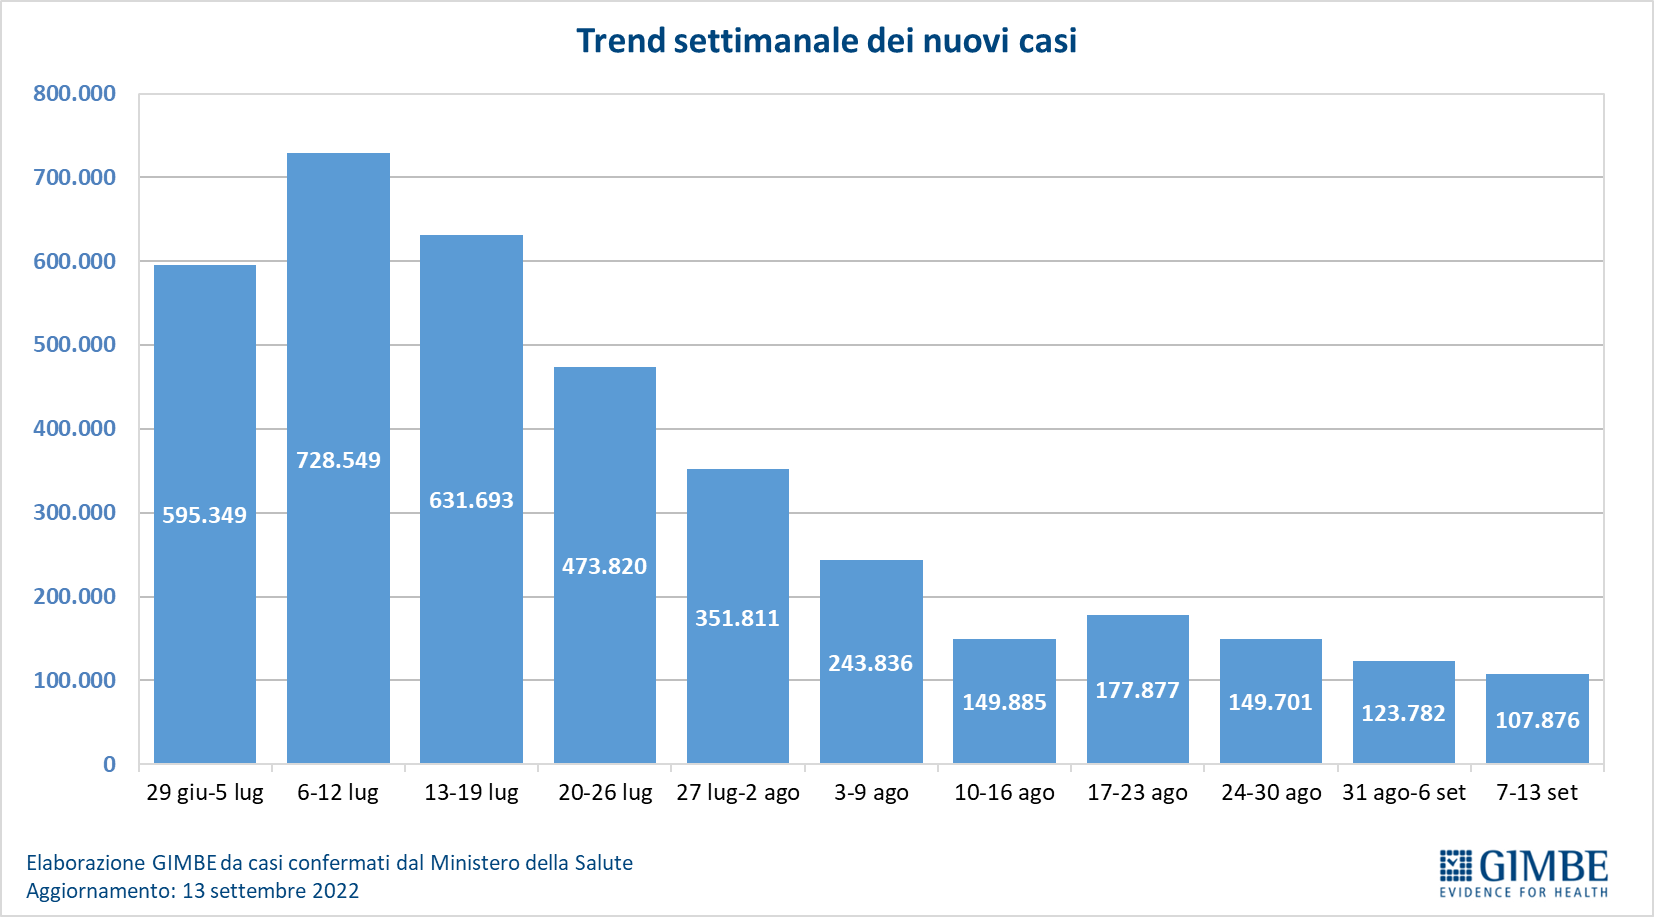 Trend settimanale dei nuovi casi
800.000
700.000
600.000
500.000
400.000
300.000
200.000
100.000
0
595.349
728.549
631.693
473.820
351.811
243.836
149.885
177.877
149.701
123.782
107.876
29 giu-5 lug
6-12 lug
13-19 lug
20-26 lug
27 lug-2 ago
3-9 ago
10-16 ago
17-23 ago
24-30 ago
31 ago-6 set
7-13 set
Elaborazione GIMBE da casi confermati dal Ministero della Salute
Aggiornamento: 13 settembre 2022
GIMBE
EVIDENCE FOR HEALTH